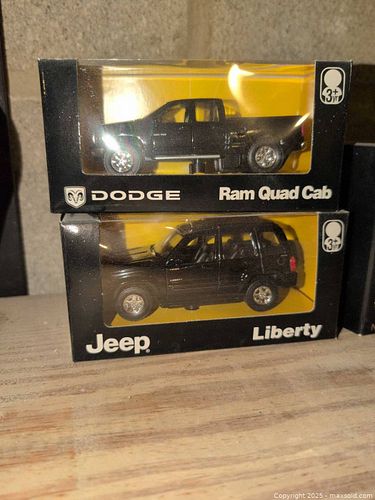 3+
DODGE Ram Quad Cab
3+
Jeep® Liberty
Copyright 2025 - maxsold.com